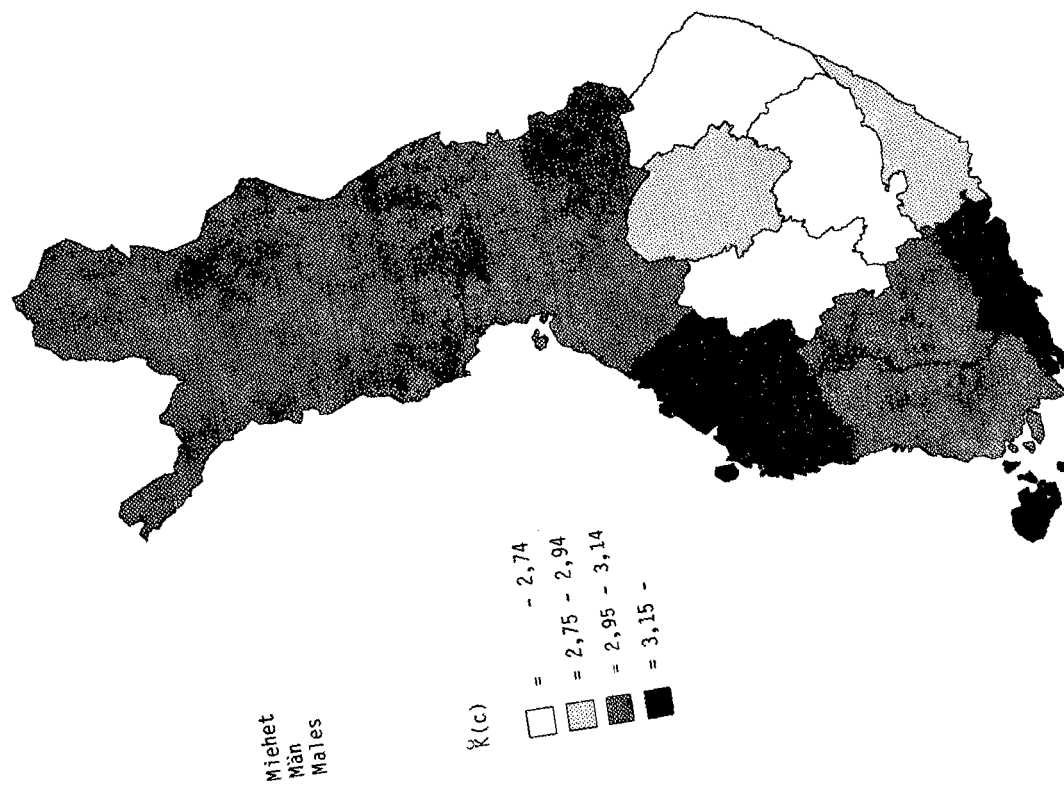 Miehet
Män
Males
K̆(c)
= - 2,74
= 2,75 - 2,94
= 2,95 - 3,14
= 3,15 -